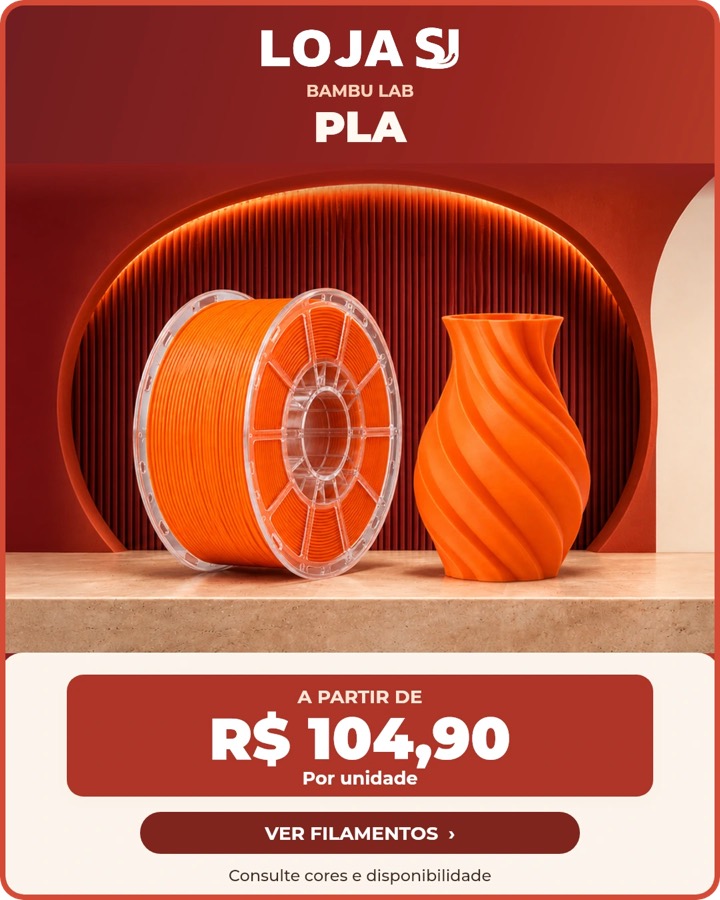 LOJA SJ
BAMBU LAB
PLA
A PARTIR DE
R$ 104,90
Por unidade
VER FILAMENTOS ›
Consulte cores e disponibilidade